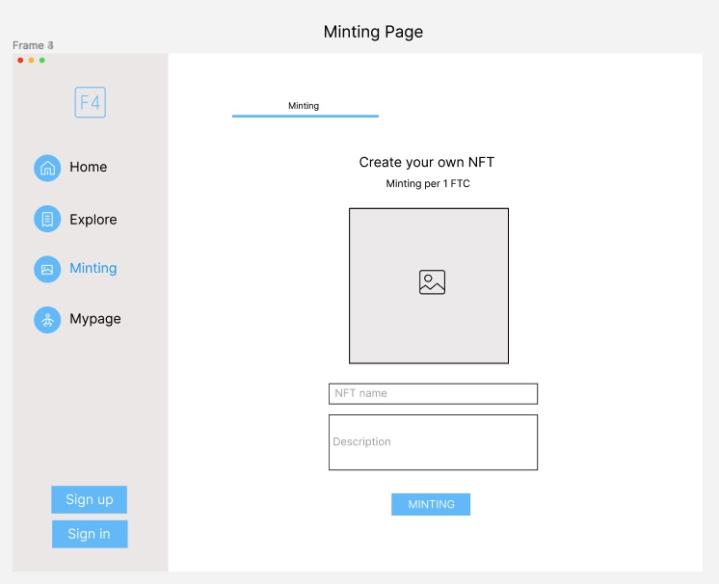 Minting Page
Frame 3
F4
Home
Explore
Minting
Mypage
Sign up
Sign in
Minting
Create your own NFT
Minting per 1 FTC
NFT name
Description
MINTING